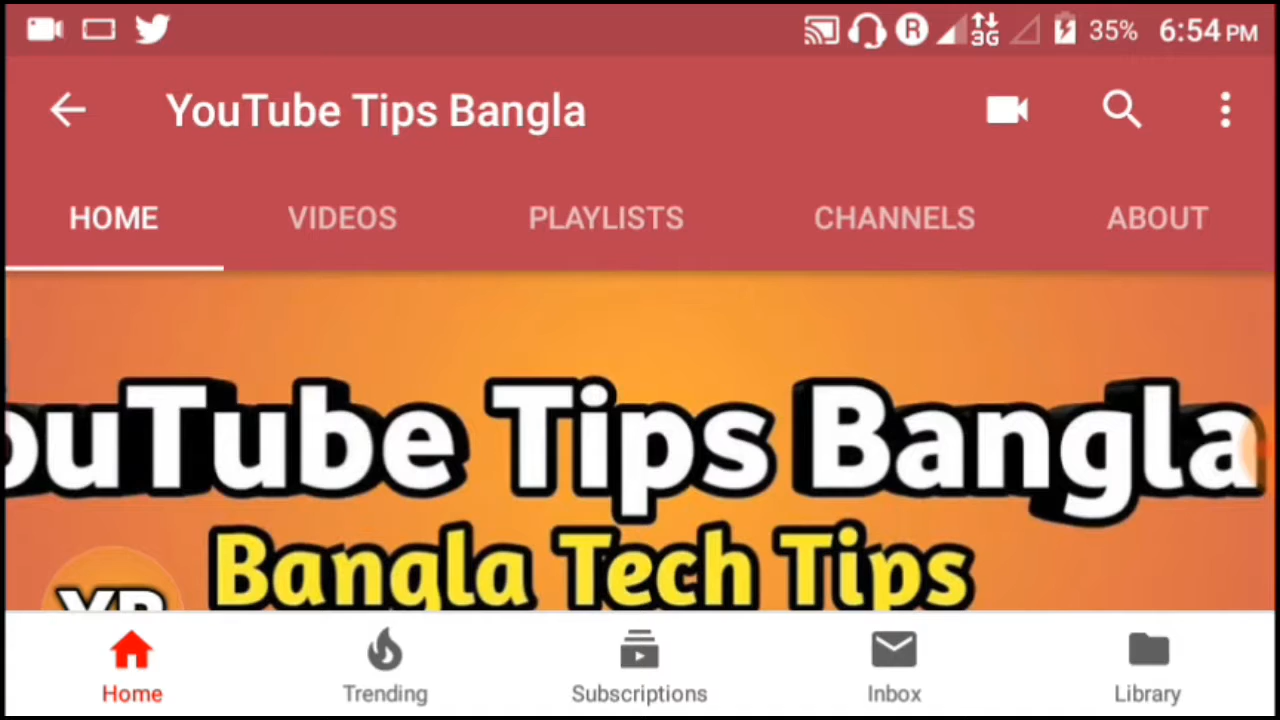 R 3G 35% 6:54 PM
YouTube Tips Bangla
HOME VIDEOS PLAYLISTS CHANNELS ABOUT
ouTube Tips Bangla
Bangla Tech Tips
Home Trending Subscriptions Inbox Library